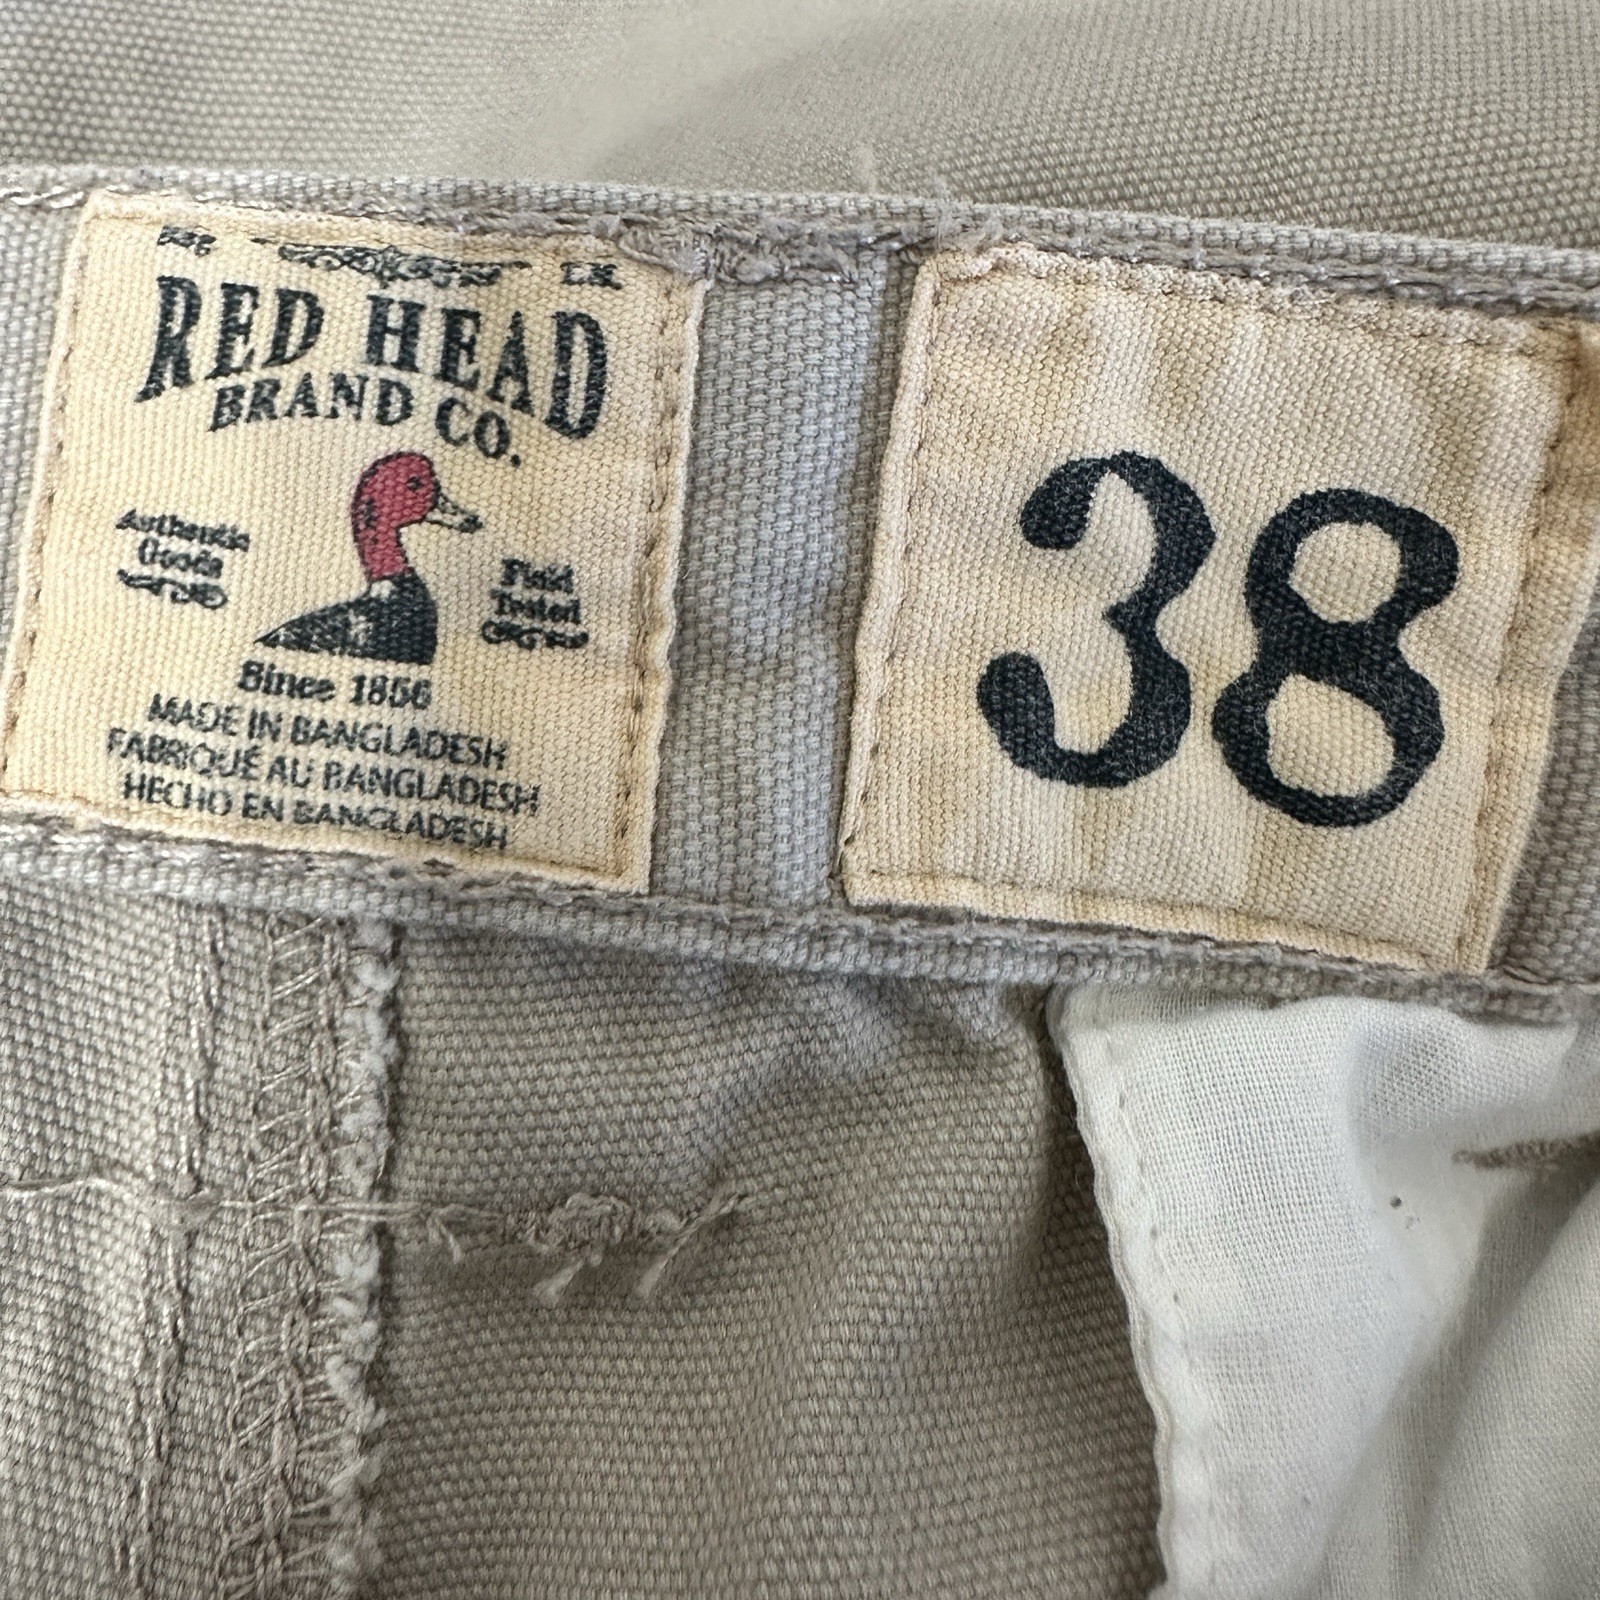 RED HEAD
BRAND CO.
Authentic
Goods
Field
Tested
Since 1856
MADE IN BANGLADESH
FABRIQUÉ AU BANGLADESH
HECHO EN BANGLADESH
38